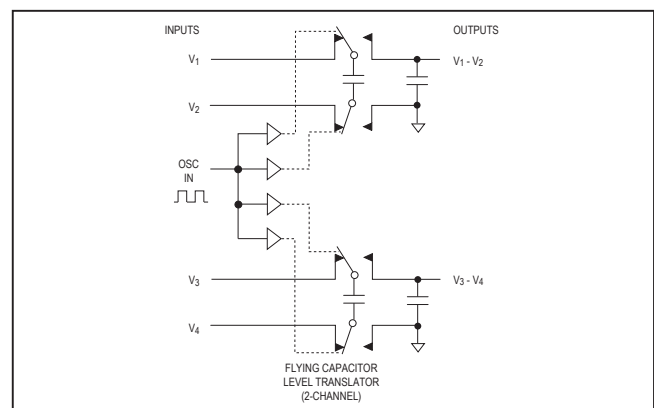 INPUTS
OUTPUTS
V1
V1 - V2
V2
OSC
IN
V3
V3 - V4
V4
FLYING CAPACITOR
LEVEL TRANSLATOR
(2-CHANNEL)